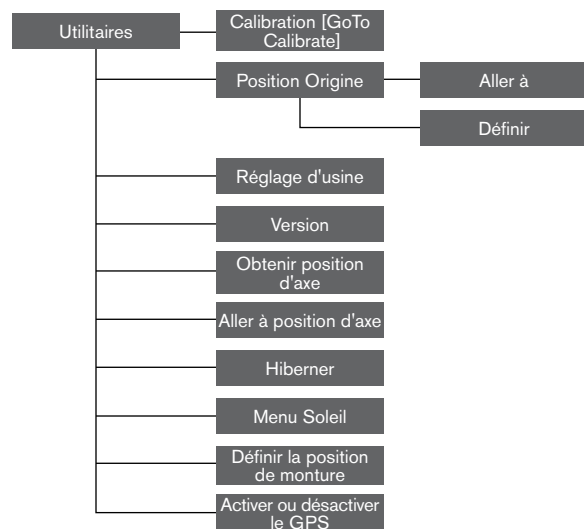 Utilitaires
Calibration [GoTo
Calibrate]
Position Origine
Aller à
Définir
Réglage d'usine
Version
Obtenir position
d'axe
Aller à position d'axe
Hiberner
Menu Soleil
Définir la position
de monture
Activer ou désactiver
le GPS